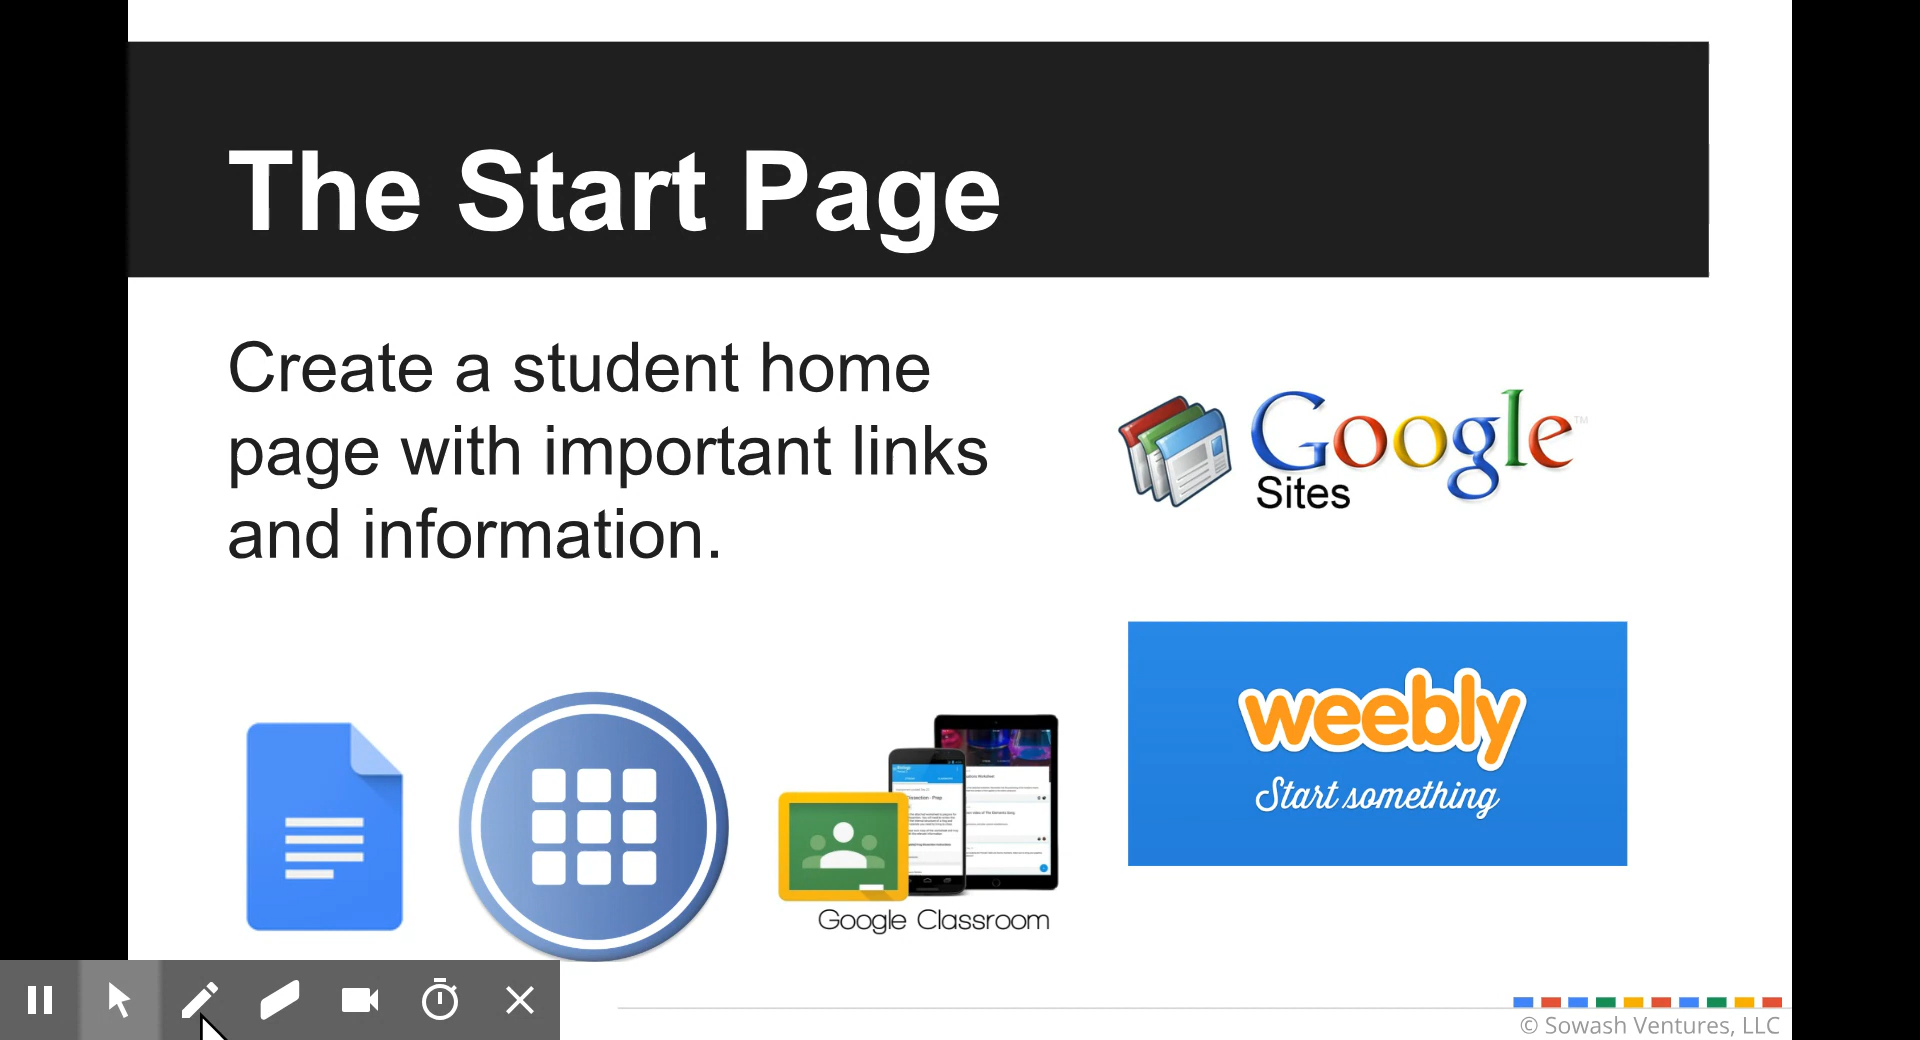 The Start Page
Create a student home
page with important links
and information.
Google™
Sites
weebly
Start something
Google Classroom
© Sowash Ventures, LLC